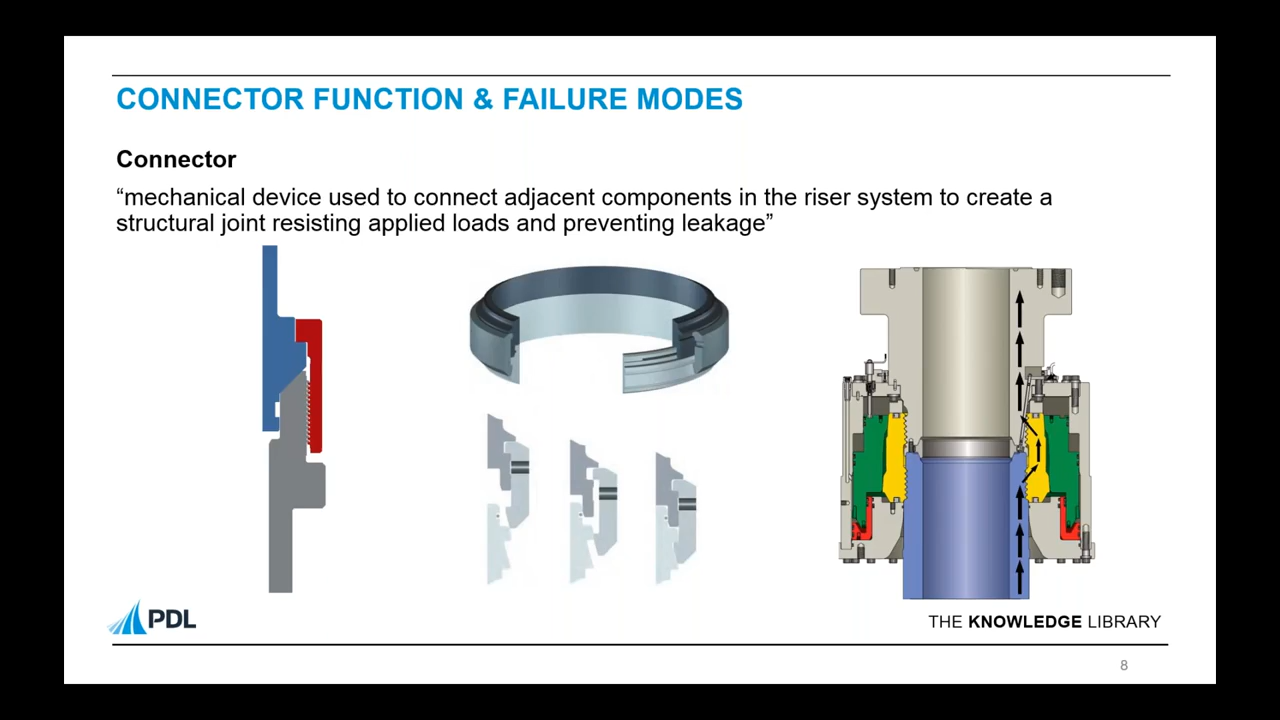 CONNECTOR FUNCTION & FAILURE MODES
Connector
“mechanical device used to connect adjacent components in the riser system to create a
structural joint resisting applied loads and preventing leakage”
PDL
THE KNOWLEDGE LIBRARY
8